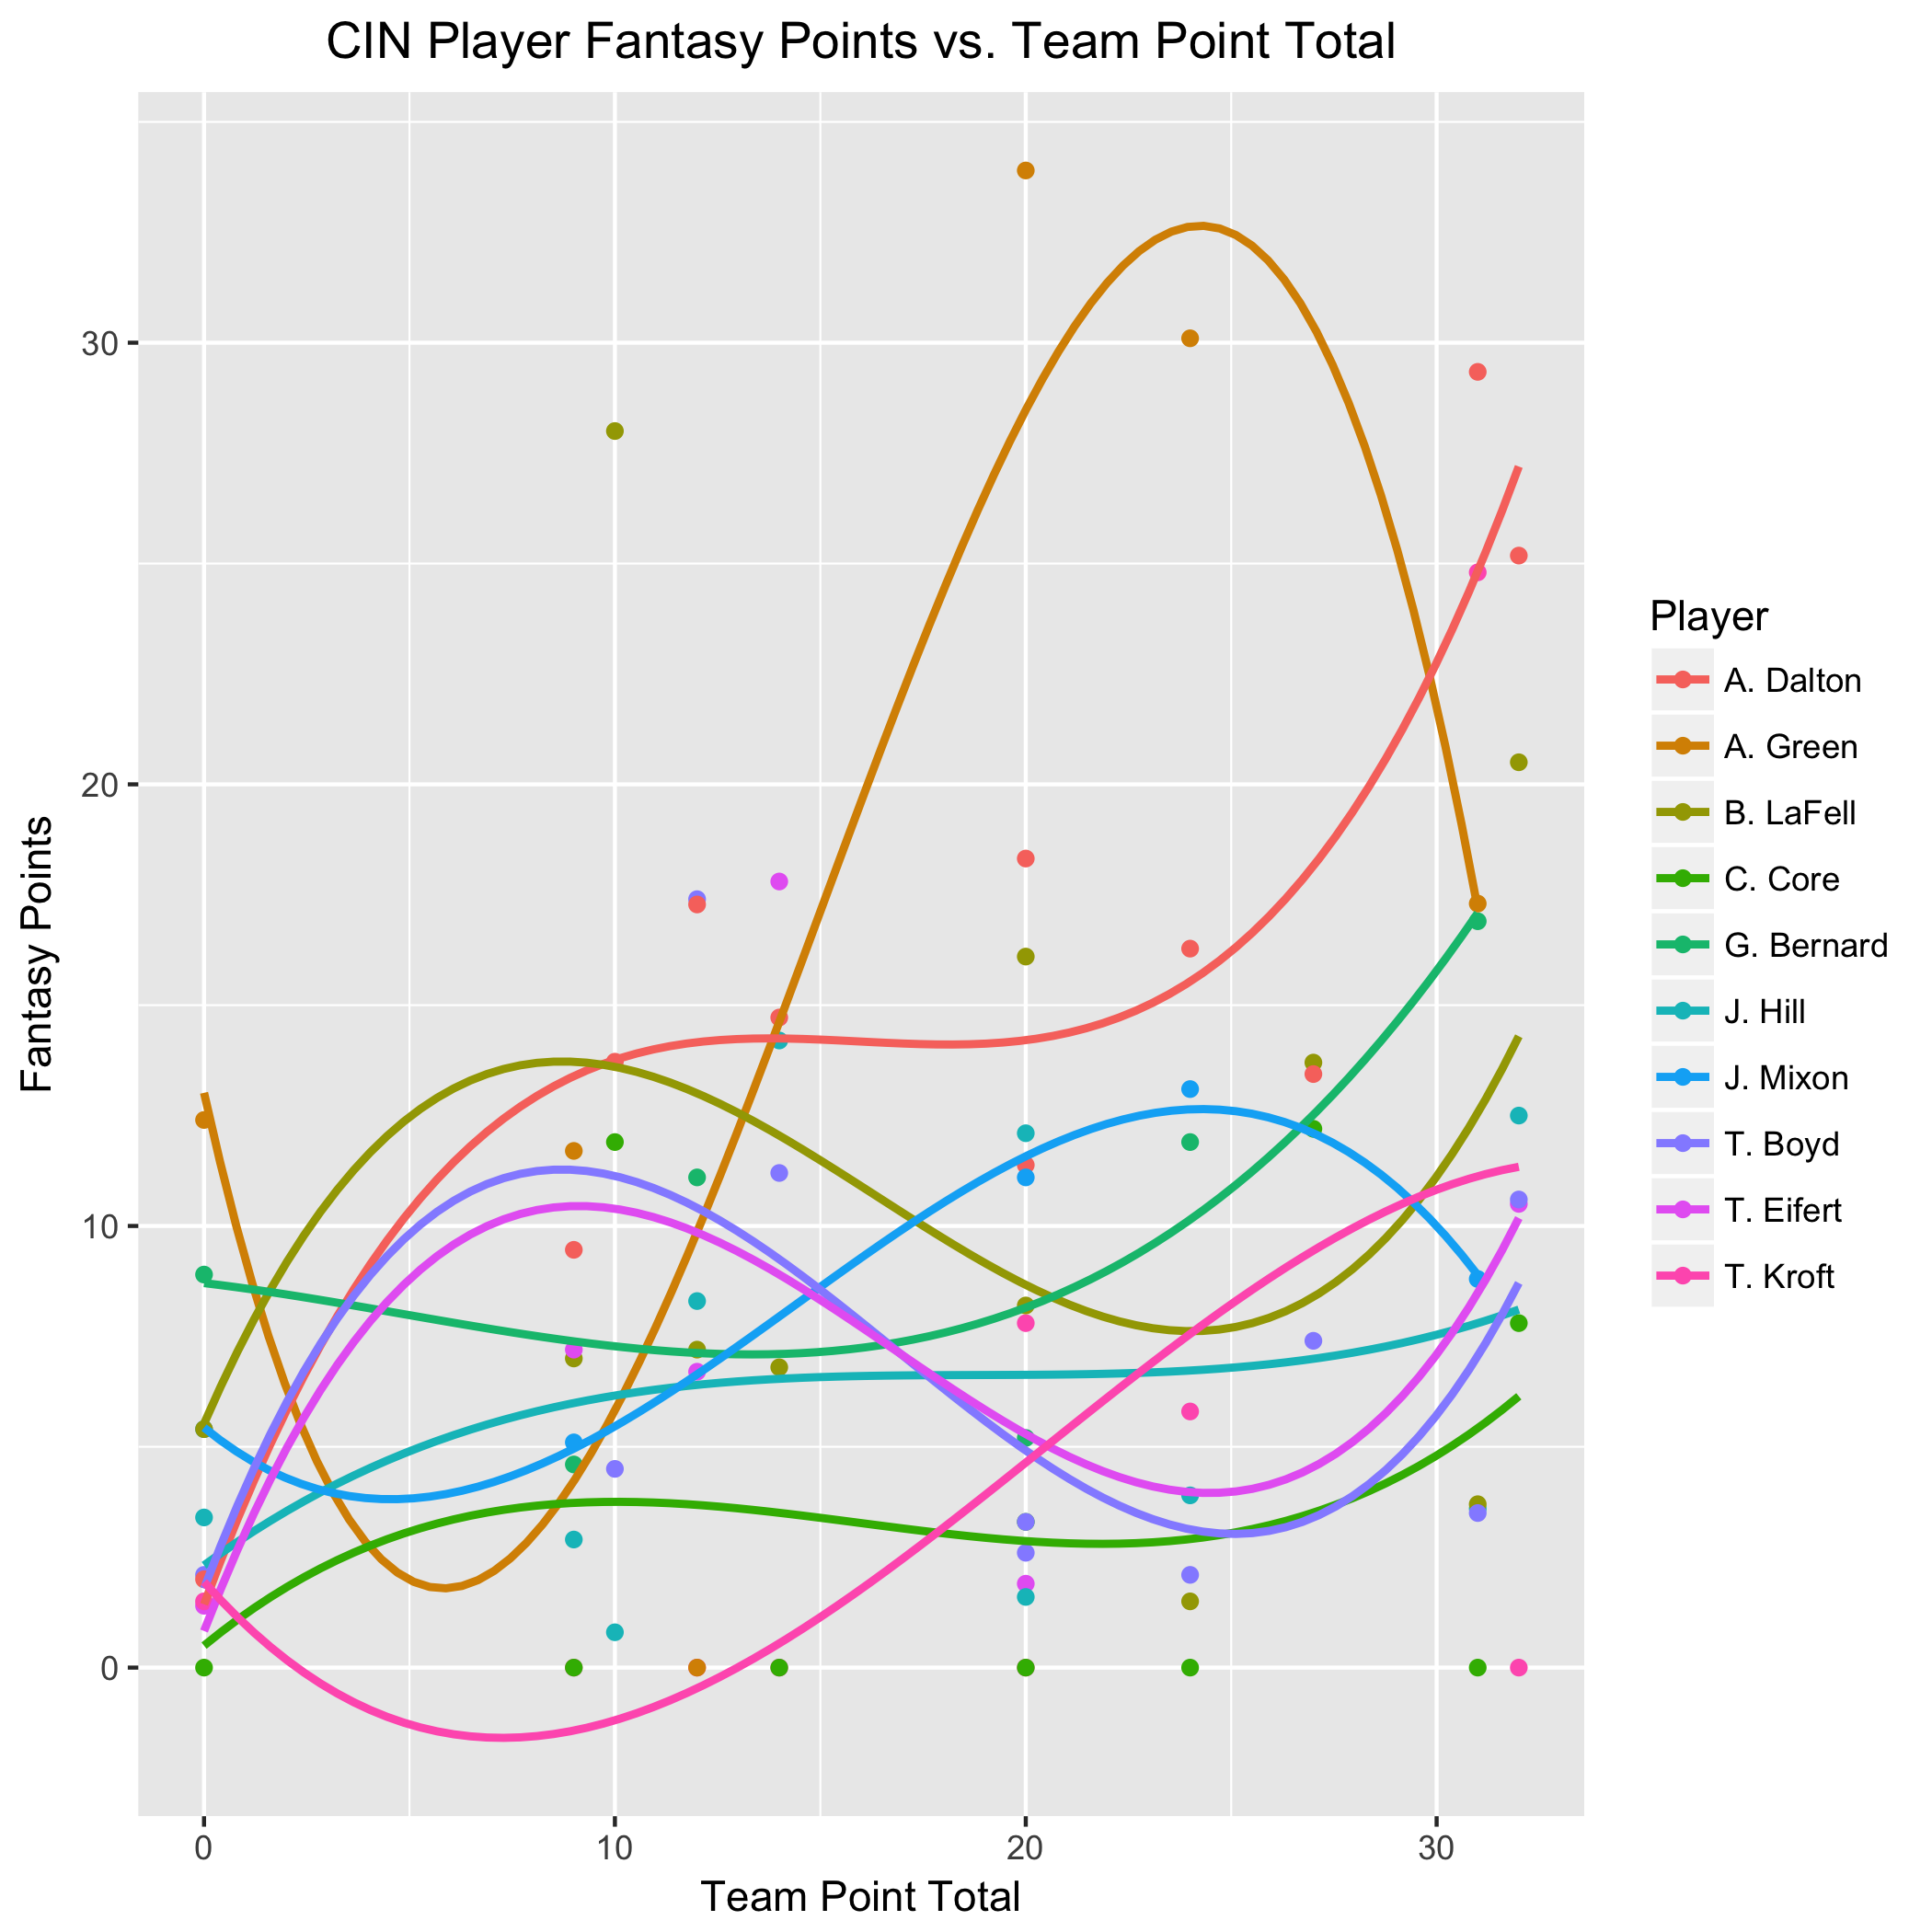 CIN Player Fantasy Points vs. Team Point Total
Fantasy Points
30
20
10
0
0
10
20
30
Team Point Total
Player
A. Dalton
A. Green
B. LaFell
C. Core
G. Bernard
J. Hill
J. Mixon
T. Boyd
T. Eifert
T. Kroft